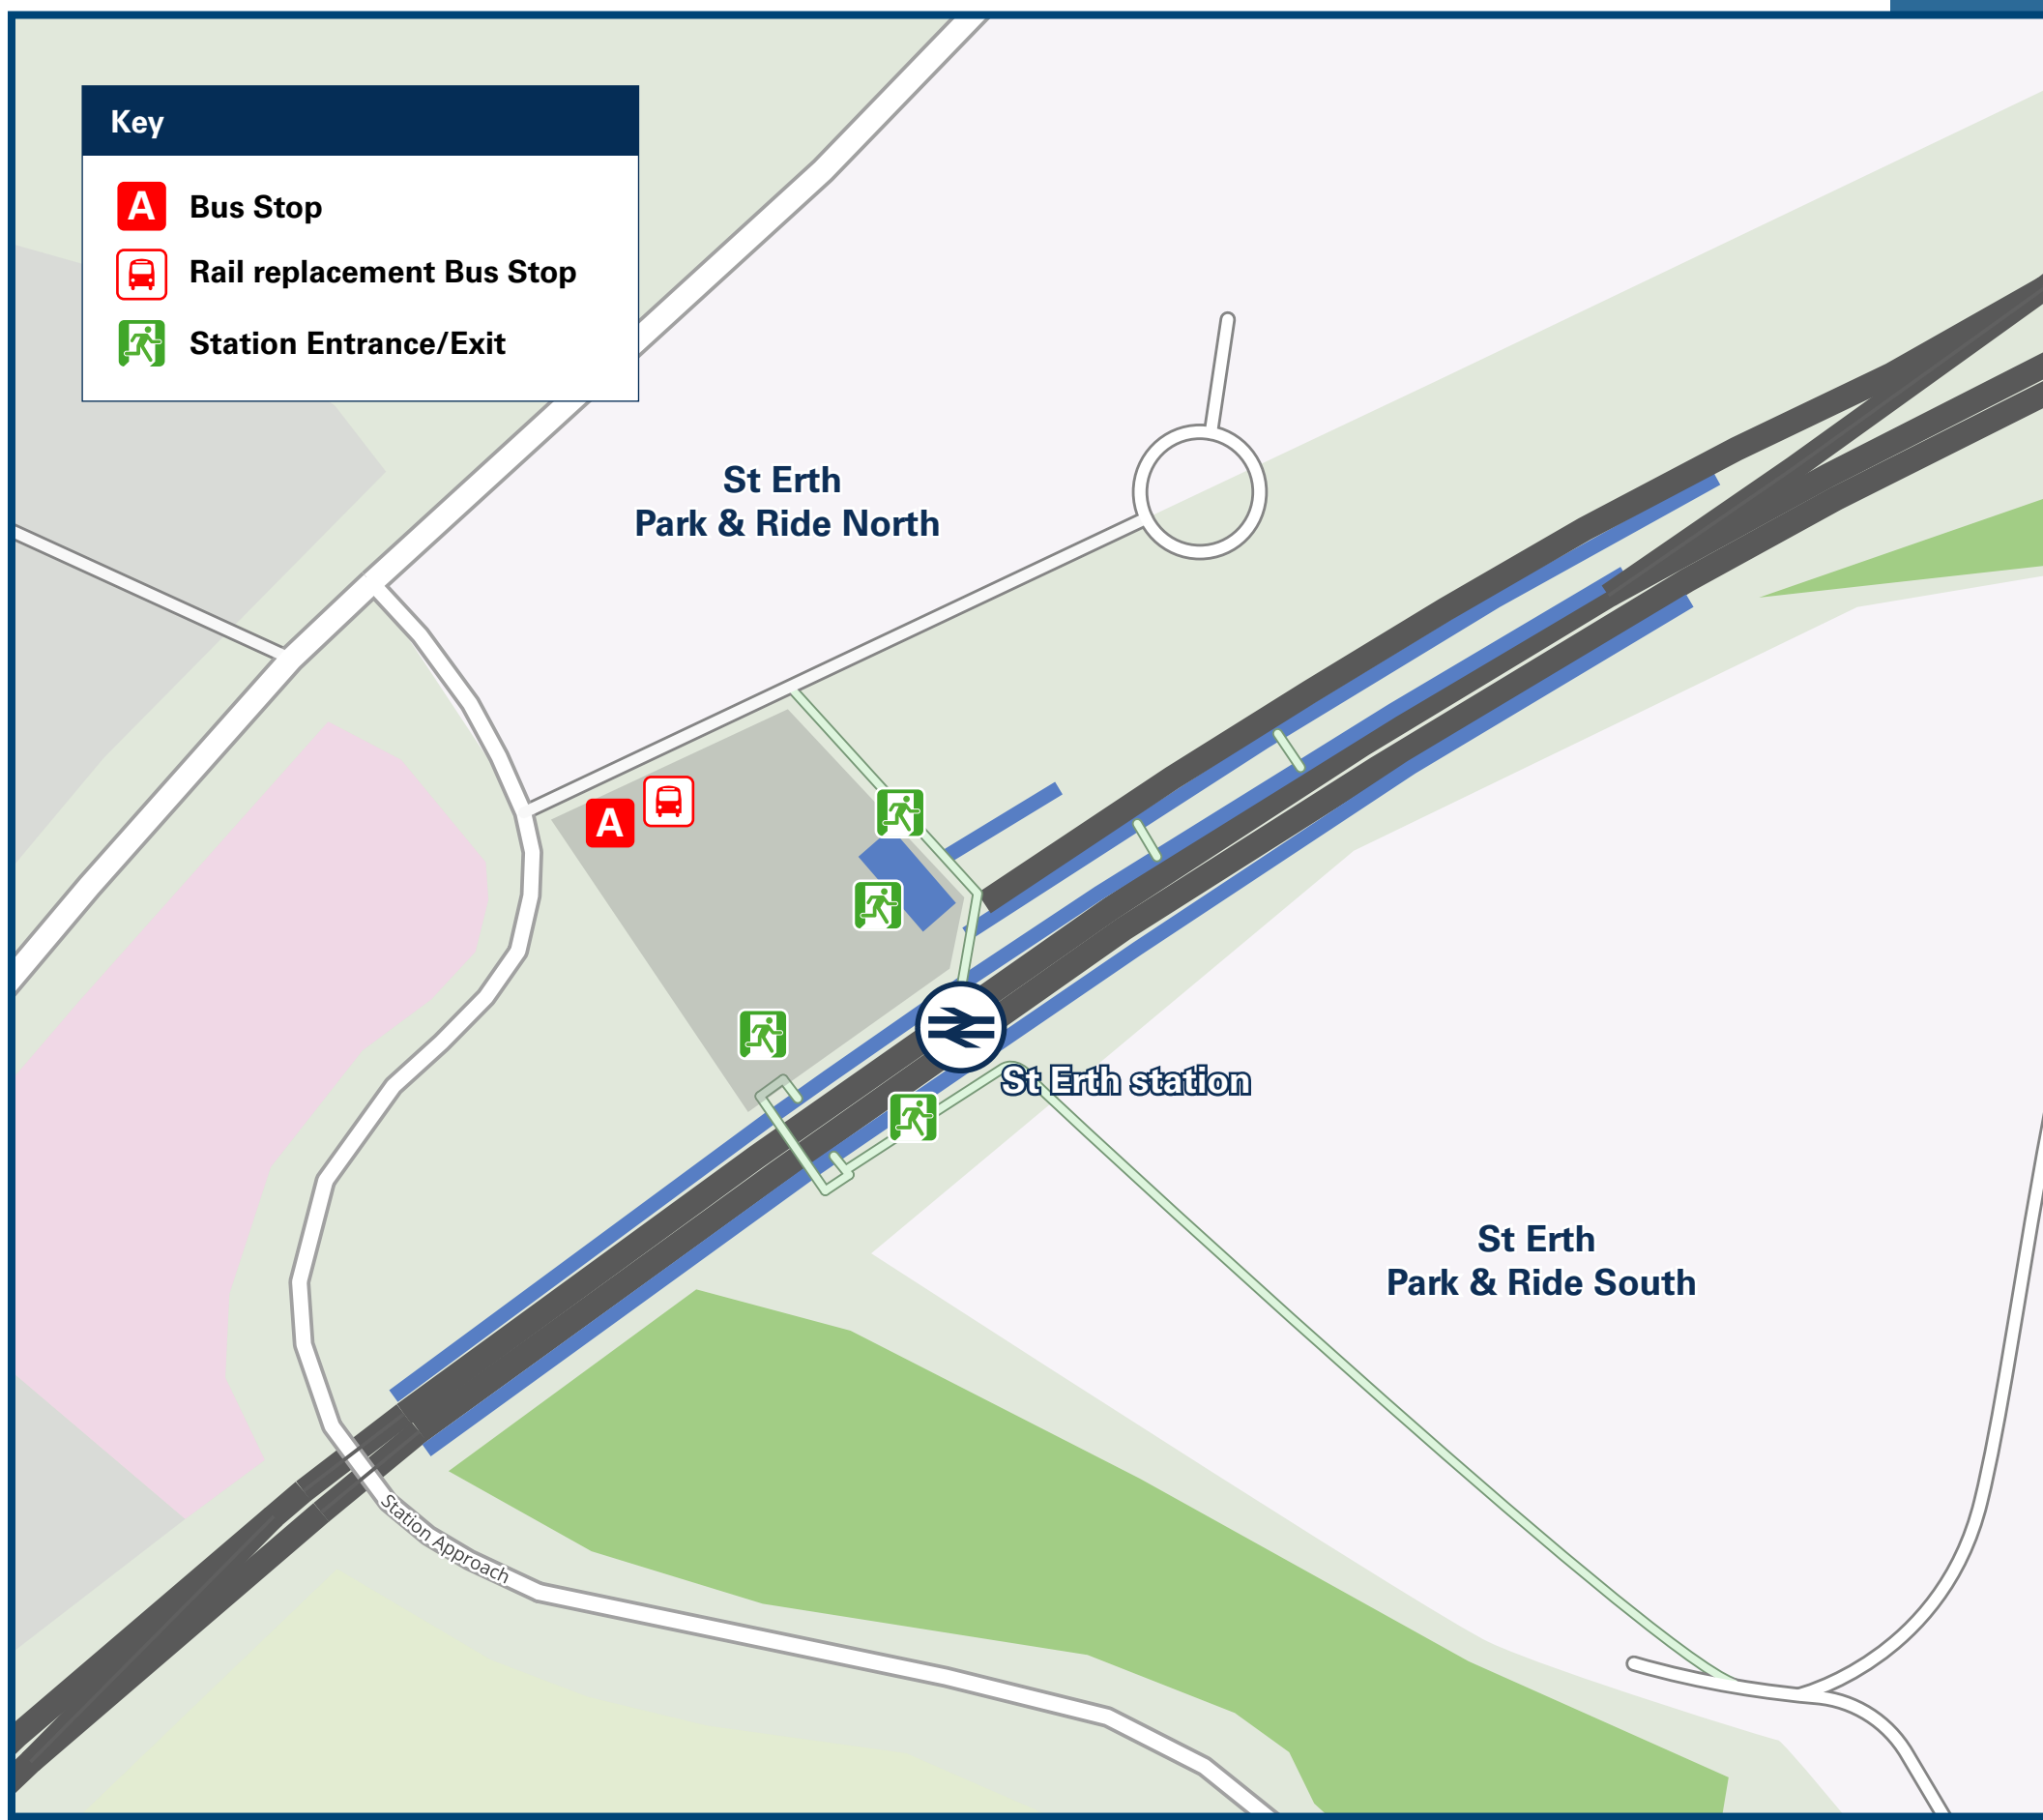 Key
A
Bus Stop
Rail replacement Bus Stop
Station Entrance/Exit
St Erth
Park & Ride North
A
St Erth station
St Erth
Park & Ride South
Station Approach